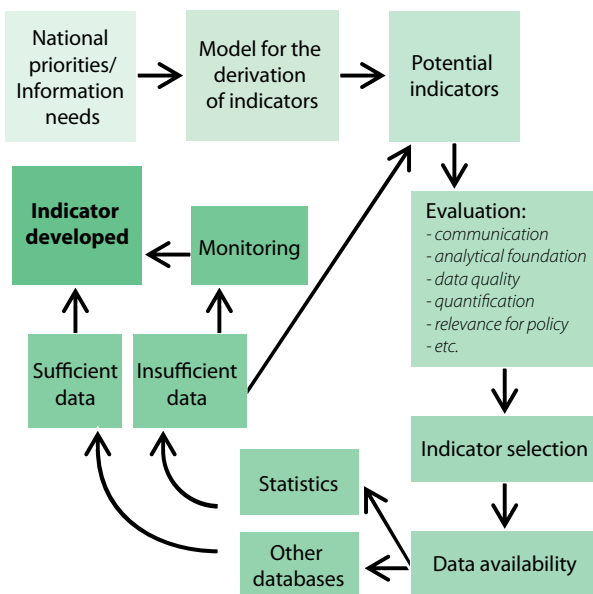 National
priorities/
Information
needs
Model for the
derivation
of indicators
Potential
indicators
Indicator
developed
Monitoring
Evaluation:
- communication
- analytical foundation
- data quality
- quantification
- relevance for policy
- etc.
Sufficient
data
Insufficient
data
Indicator selection
Statistics
Other
databases
Data availability